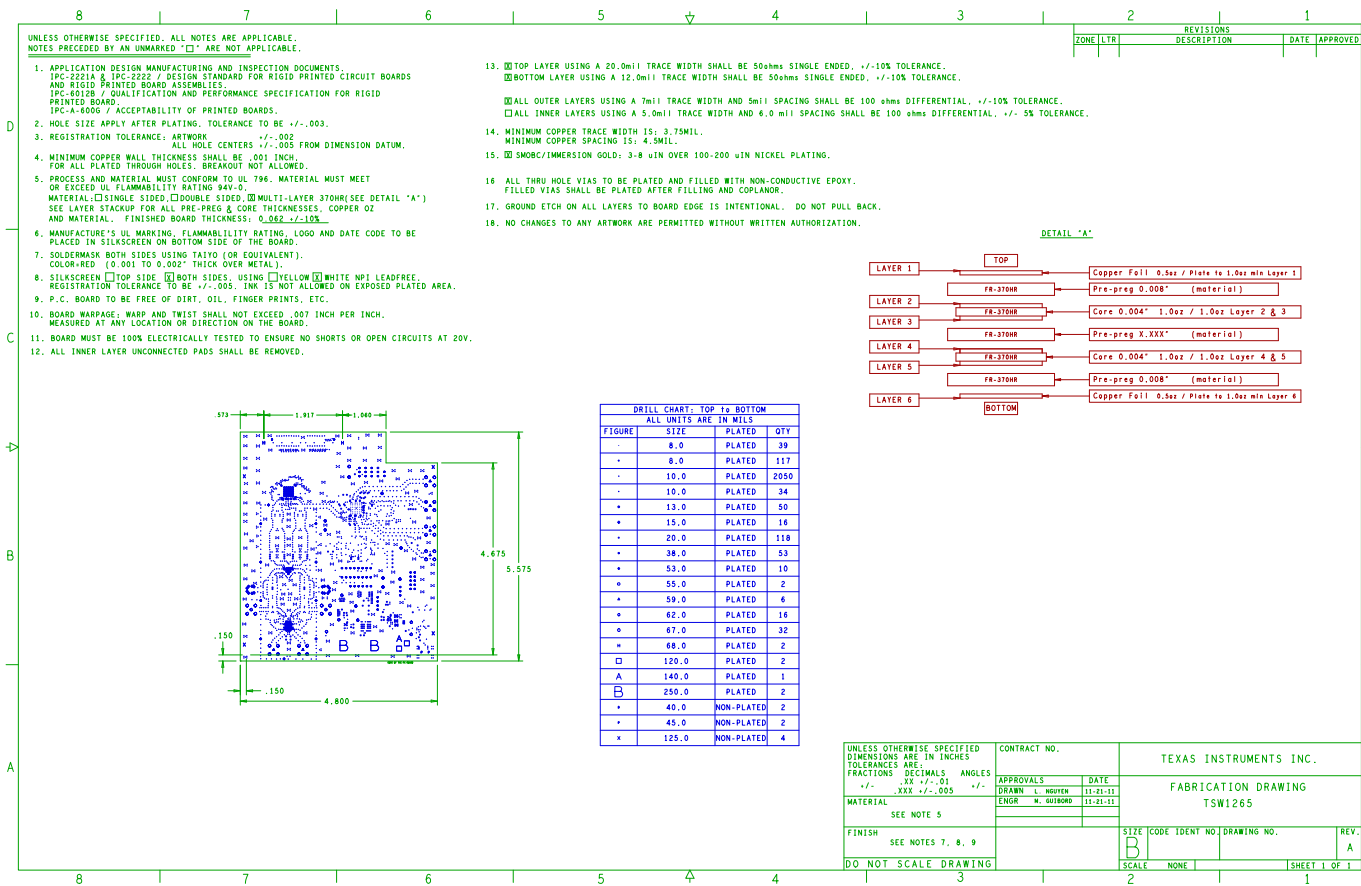 8 7 6 5 4 3 2 1
UNLESS OTHERWISE SPECIFIED. ALL NOTES ARE APPLICABLE.
NOTES PRECEDED BY AN UNMARKED "□" ARE NOT APPLICABLE.
1. APPLICATION DESIGN MANUFACTURING AND INSPECTION DOCUMENTS.
IPC-2221A & IPC-2222 / DESIGN STANDARD FOR RIGID PRINTED CIRCUIT BOARDS
AND RIGID PRINTED BOARD ASSEMBLIES.
IPC-6012B / QUALIFICATION AND PERFORMANCE SPECIFICATION FOR RIGID
PRINTED BOARD.
IPC-A-600G / ACCEPTABILITY OF PRINTED BOARDS.
2. HOLE SIZE APPLY AFTER PLATING. TOLERANCE TO BE +/-.003.
3. REGISTRATION TOLERANCE: ARTWORK +/-.002
ALL HOLE CENTERS +/-.005 FROM DIMENSION DATUM.
4. MINIMUM COPPER WALL THICKNESS SHALL BE .001 INCH.
FOR ALL PLATED THROUGH HOLES. BREAKOUT NOT ALLOWED.
5. PROCESS AND MATERIAL MUST CONFORM TO UL 796. MATERIAL MUST MEET
OR EXCEED UL FLAMMABILITY RATING 94V-0.
MATERIAL: □ SINGLE SIDED, □ DOUBLE SIDED, ☒ MULTI-LAYER 370HR(SEE DETAIL "A")
SEE LAYER STACKUP FOR ALL PRE-PREG & CORE THICKNESSES, COPPER OZ
AND MATERIAL. FINISHED BOARD THICKNESS: 0.062 +/-10%
6. MANUFACTURE'S UL MARKING, FLAMMABLILITY RATING, LOGO AND DATE CODE TO BE
PLACED IN SILKSCREEN ON BOTTOM SIDE OF THE BOARD.
7. SOLDERMASK BOTH SIDES USING TAIYO (OR EQUIVALENT).
COLOR=RED (0.001 TO 0.002" THICK OVER METAL).
8. SILKSCREEN □ TOP SIDE ☒ BOTH SIDES, USING □ YELLOW ☒ WHITE NPI LEADFREE.
REGISTRATION TOLERANCE TO BE +/-.005. INK IS NOT ALLOWED ON EXPOSED PLATED AREA.
9. P.C. BOARD TO BE FREE OF DIRT, OIL, FINGER PRINTS, ETC.
10. BOARD WARPAGE: WARP AND TWIST SHALL NOT EXCEED .007 INCH PER INCH.
MEASURED AT ANY LOCATION OR DIRECTION ON THE BOARD.
11. BOARD MUST BE 100% ELECTRICALLY TESTED TO ENSURE NO SHORTS OR OPEN CIRCUITS AT 20V.
12. ALL INNER LAYER UNCONNECTED PADS SHALL BE REMOVED.
13. ☒ TOP LAYER USING A 20.0mil TRACE WIDTH SHALL BE 50ohms SINGLE ENDED, +/-10% TOLERANCE.
☒ BOTTOM LAYER USING A 12.0mil TRACE WIDTH SHALL BE 50ohms SINGLE ENDED, +/-10% TOLERANCE.
☒ ALL OUTER LAYERS USING A 7mil TRACE WIDTH AND 5mil SPACING SHALL BE 100 ohms DIFFERENTIAL, +/-10% TOLERANCE.
□ ALL INNER LAYERS USING A 5.0mil TRACE WIDTH AND 6.0 mil SPACING SHALL BE 100 ohms DIFFERENTIAL, +/- 5% TOLERANCE.
14. MINIMUM COPPER TRACE WIDTH IS: 3.75MIL.
MINIMUM COPPER SPACING IS: 4.5MIL.
15. ☒ SMOBC/IMMERSION GOLD: 3-8 uIN OVER 100-200 uIN NICKEL PLATING.
16 ALL THRU HOLE VIAS TO BE PLATED AND FILLED WITH NON-CONDUCTIVE EPOXY.
FILLED VIAS SHALL BE PLATED AFTER FILLING AND COPLANOR.
17. GROUND ETCH ON ALL LAYERS TO BOARD EDGE IS INTENTIONAL. DO NOT PULL BACK.
18. NO CHANGES TO ANY ARTWORK ARE PERMITTED WITHOUT WRITTEN AUTHORIZATION.
REVISIONS
ZONE LTR DESCRIPTION DATE APPROVED
D
C
B
A
DETAIL "A"
TOP
LAYER 1 Copper Foil 0.5oz / Plate to 1.0oz min Layer 1
FR-370HR Pre-preg 0.008" (material)
LAYER 2
FR-370HR Core 0.004" 1.0oz / 1.0oz Layer 2 & 3
LAYER 3
FR-370HR Pre-preg X.XXX" (material)
LAYER 4
FR-370HR Core 0.004" 1.0oz / 1.0oz Layer 4 & 5
LAYER 5
FR-370HR Pre-preg 0.008" (material)
LAYER 6 Copper Foil 0.5oz / Plate to 1.0oz min Layer 6
BOTTOM
.573 1.917 1.060
4.675
5.575
.150
.150
4.800
B B A
DRILL CHART: TOP to BOTTOM
ALL UNITS ARE IN MILS
FIGURE SIZE PLATED QTY
8.0 PLATED 39
8.0 PLATED 117
10.0 PLATED 2050
10.0 PLATED 34
13.0 PLATED 50
15.0 PLATED 16
20.0 PLATED 118
38.0 PLATED 53
53.0 PLATED 10
55.0 PLATED 2
59.0 PLATED 6
62.0 PLATED 16
67.0 PLATED 32
68.0 PLATED 2
□ 120.0 PLATED 2
A 140.0 PLATED 1
B 250.0 PLATED 2
40.0 NON-PLATED 2
45.0 NON-PLATED 2
x 125.0 NON-PLATED 4
UNLESS OTHERWISE SPECIFIED
DIMENSIONS ARE IN INCHES
TOLERANCES ARE:
FRACTIONS DECIMALS ANGLES
+/- .XX +/-.01 +/-
.XXX +/-.005
MATERIAL
SEE NOTE 5
FINISH
SEE NOTES 7, 8, 9
DO NOT SCALE DRAWING
CONTRACT NO.
APPROVALS DATE
DRAWN L. NGUYEN 11-21-11
ENGR M. GUIBORD 11-21-11
TEXAS INSTRUMENTS INC.
FABRICATION DRAWING
TSW1265
SIZE CODE IDENT NO. DRAWING NO. REV.
B A
SCALE NONE SHEET 1 OF 1
8 7 6 5 4 3 2 1